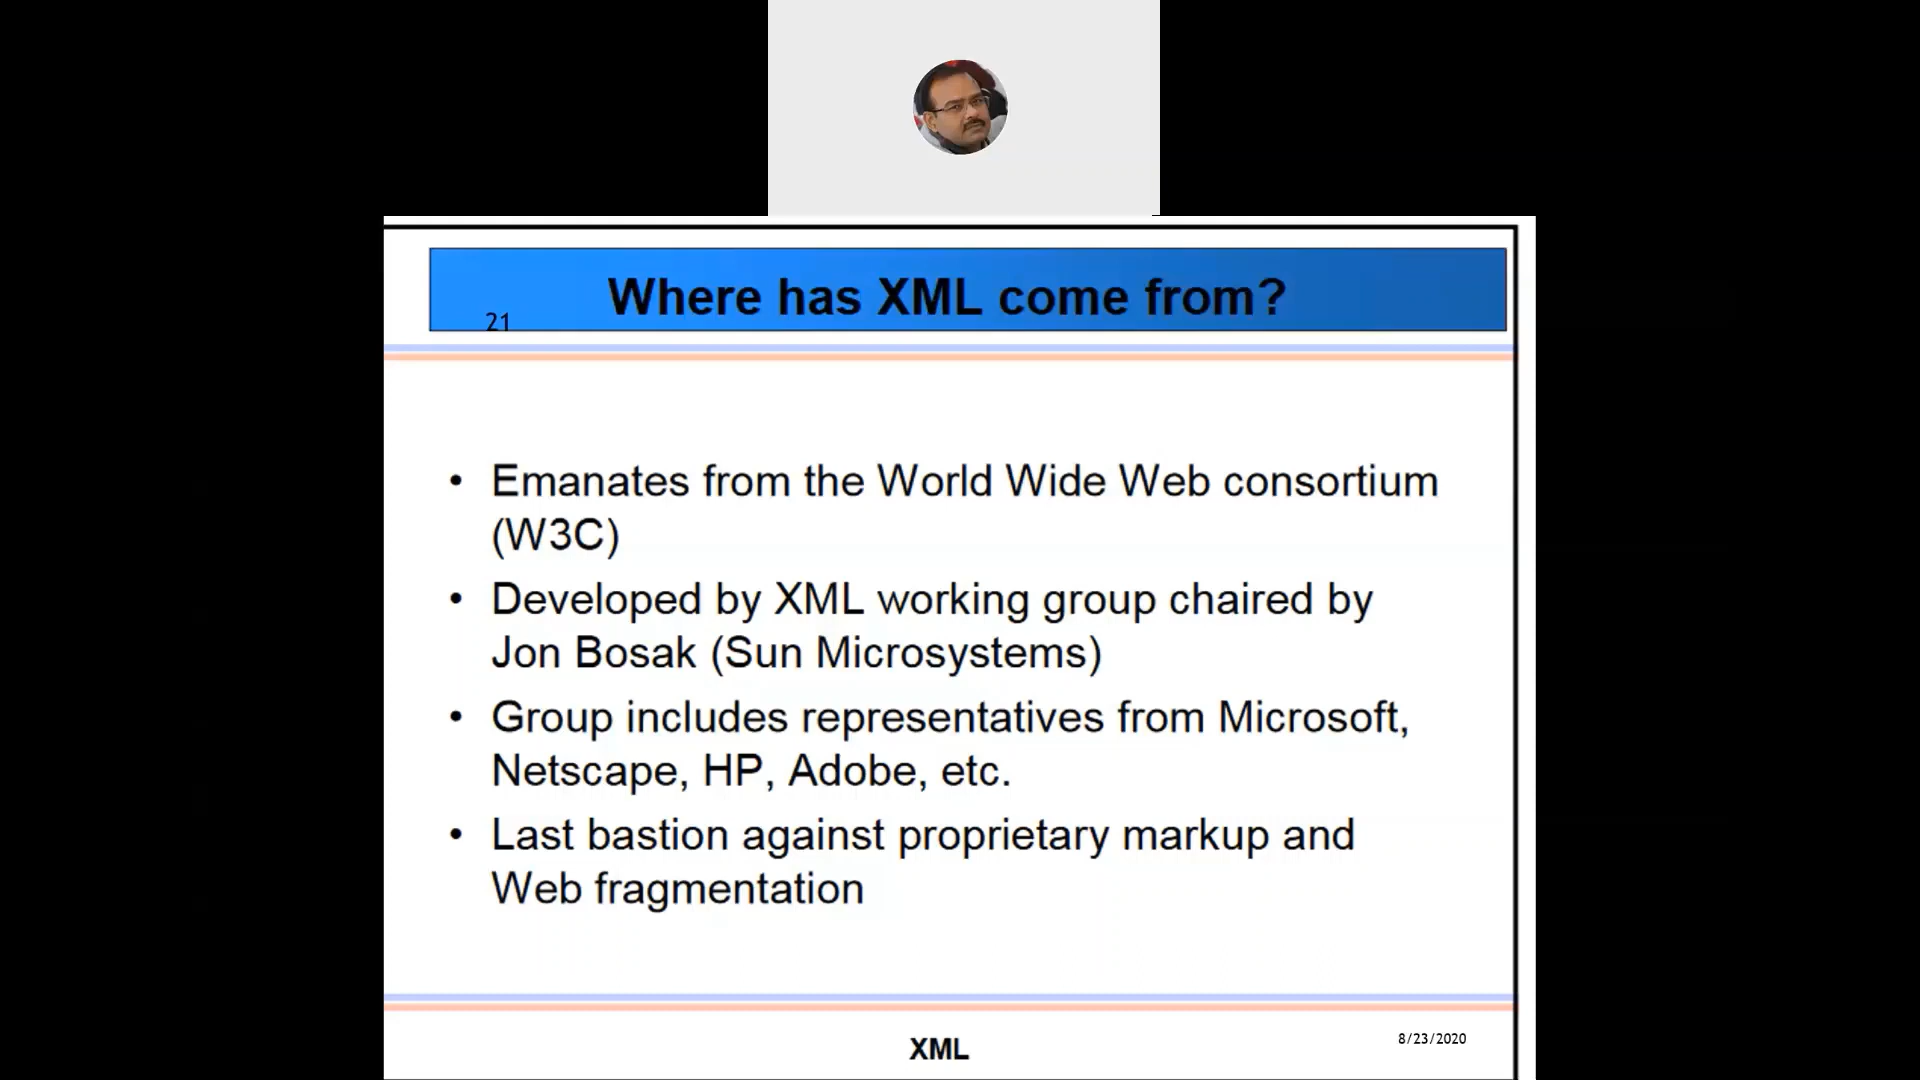 Where has XML come from?
21
• Emanates from the World Wide Web consortium
(W3C)
• Developed by XML working group chaired by
Jon Bosak (Sun Microsystems)
• Group includes representatives from Microsoft,
Netscape, HP, Adobe, etc.
• Last bastion against proprietary markup and
Web fragmentation
XML
8/23/2020